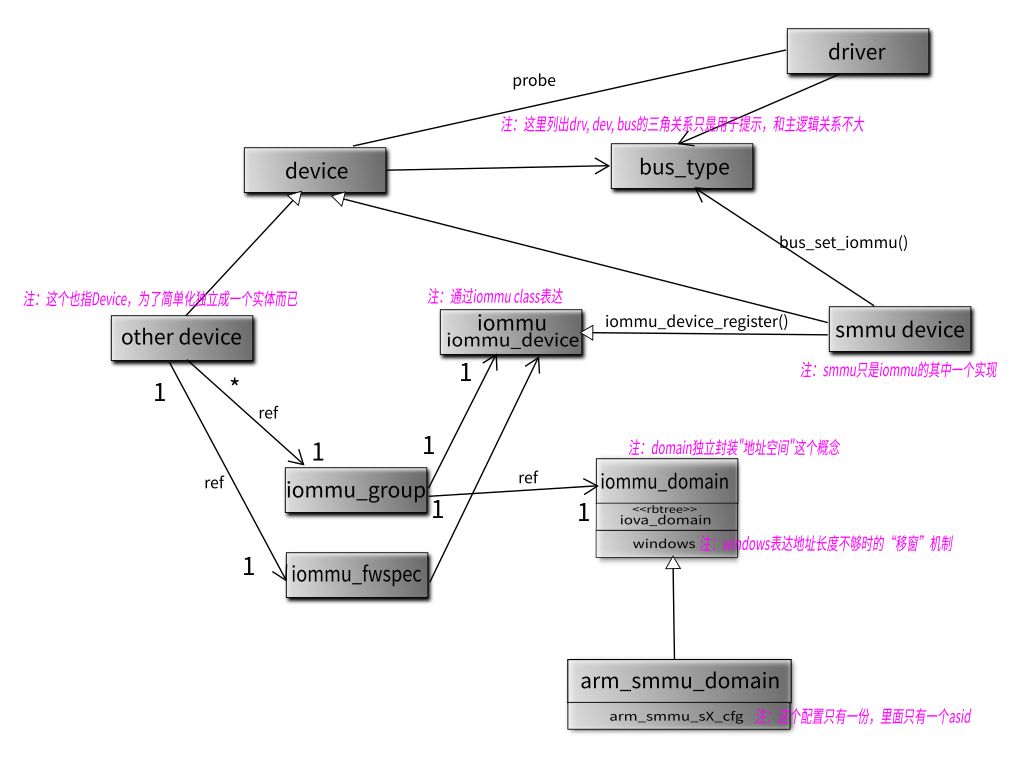 driver
probe
注：这里列出drv, dev, bus的三角关系只是用于提示，和主逻辑关系不大
device
bus_type
bus_set_iommu()
注：这个也指Device，为了简单化独立成一个实体而已
注：通过iommu class表达
other device
iommu
iommu_device
iommu_device_register()
smmu device
注：smmu只是iommu的其中一个实现
1
*
1
ref
1
1
注：domain独立封装"地址空间"这个概念
ref
iommu_group
ref
iommu_domain
1
1
<<rbtree>>
iova_domain
windows
注：windows表达地址长度不够时的“移窗”机制
1
iommu_fwspec
arm_smmu_domain
arm_smmu_sX_cfg
注：这个配置只有一份，里面只有一个asid